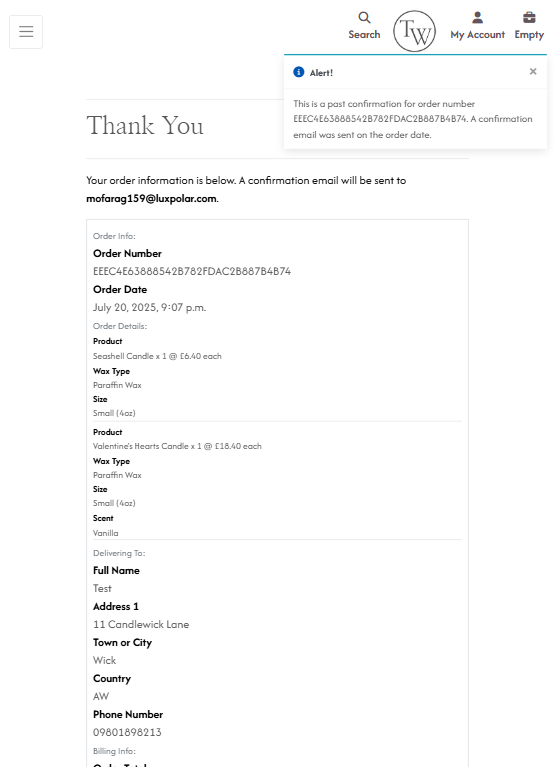 Search
TW
My Account
Empty
Alert!
×
This is a past confirmation for order number
EEEC4E63888542B782FDAC2B887B4B74. A confirmation
email was sent on the order date.
Thank You
Your order information is below. A confirmation email will be sent to
mofarag159@luxpolar.com.
Order Info:
Order Number
EEEC4E63888542B782FDAC2B887B4B74
Order Date
July 20, 2025, 9:07 p.m.
Order Details:
Product
Seashell Candle x 1 @ £6.40 each
Wax Type
Paraffin Wax
Size
Small (4oz)
Product
Valentine's Hearts Candle x 1 @ £18.40 each
Wax Type
Paraffin Wax
Size
Small (4oz)
Scent
Vanilla
Delivering To:
Full Name
Test
Address 1
11 Candlewick Lane
Town or City
Wick
Country
AW
Phone Number
09801898213
Billing Info: